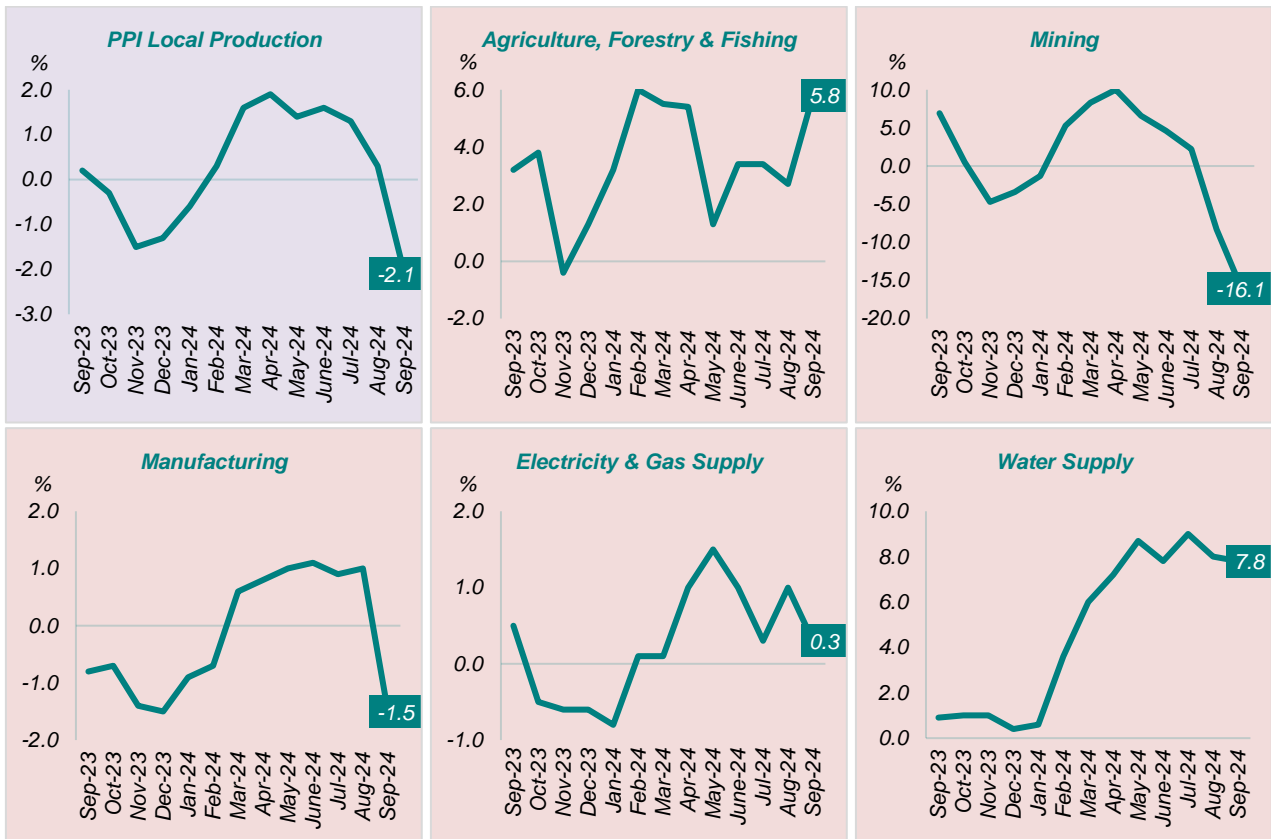 PPI Local Production
%
2.0
1.0
0.0
-1.0
-2.0
-3.0
-2.1
Sep-23
Oct-23
Nov-23
Dec-23
Jan-24
Feb-24
Mar-24
Apr-24
May-24
June-24
Jul-24
Aug-24
Sep-24
Agriculture, Forestry & Fishing
%
6.0
4.0
2.0
0.0
-2.0
5.8
Sep-23
Oct-23
Nov-23
Dec-23
Jan-24
Feb-24
Mar-24
Apr-24
May-24
June-24
Jul-24
Aug-24
Sep-24
Mining
%
10.0
5.0
0.0
-5.0
-10.0
-15.0
-20.0
-16.1
Sep-23
Oct-23
Nov-23
Dec-23
Jan-24
Feb-24
Mar-24
Apr-24
May-24
June-24
Jul-24
Aug-24
Sep-24
Manufacturing
%
2.0
1.0
0.0
-1.0
-2.0
-1.5
Sep-23
Oct-23
Nov-23
Dec-23
Jan-24
Feb-24
Mar-24
Apr-24
May-24
June-24
Jul-24
Aug-24
Sep-24
Electricity & Gas Supply
%
2.0
1.0
0.0
-1.0
0.3
Sep-23
Oct-23
Nov-23
Dec-23
Jan-24
Feb-24
Mar-24
Apr-24
May-24
June-24
Jul-24
Aug-24
Sep-24
Water Supply
%
10.0
8.0
6.0
4.0
2.0
0.0
7.8
Sep-23
Oct-23
Nov-23
Dec-23
Jan-24
Feb-24
Mar-24
Apr-24
May-24
June-24
Jul-24
Aug-24
Sep-24